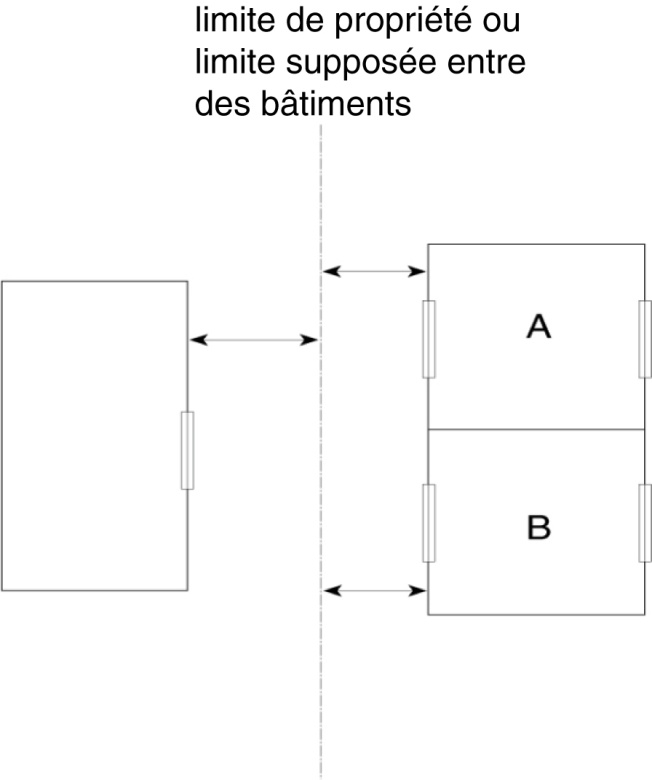 limite de propriété ou
limite supposée entre
des bâtiments
A
B